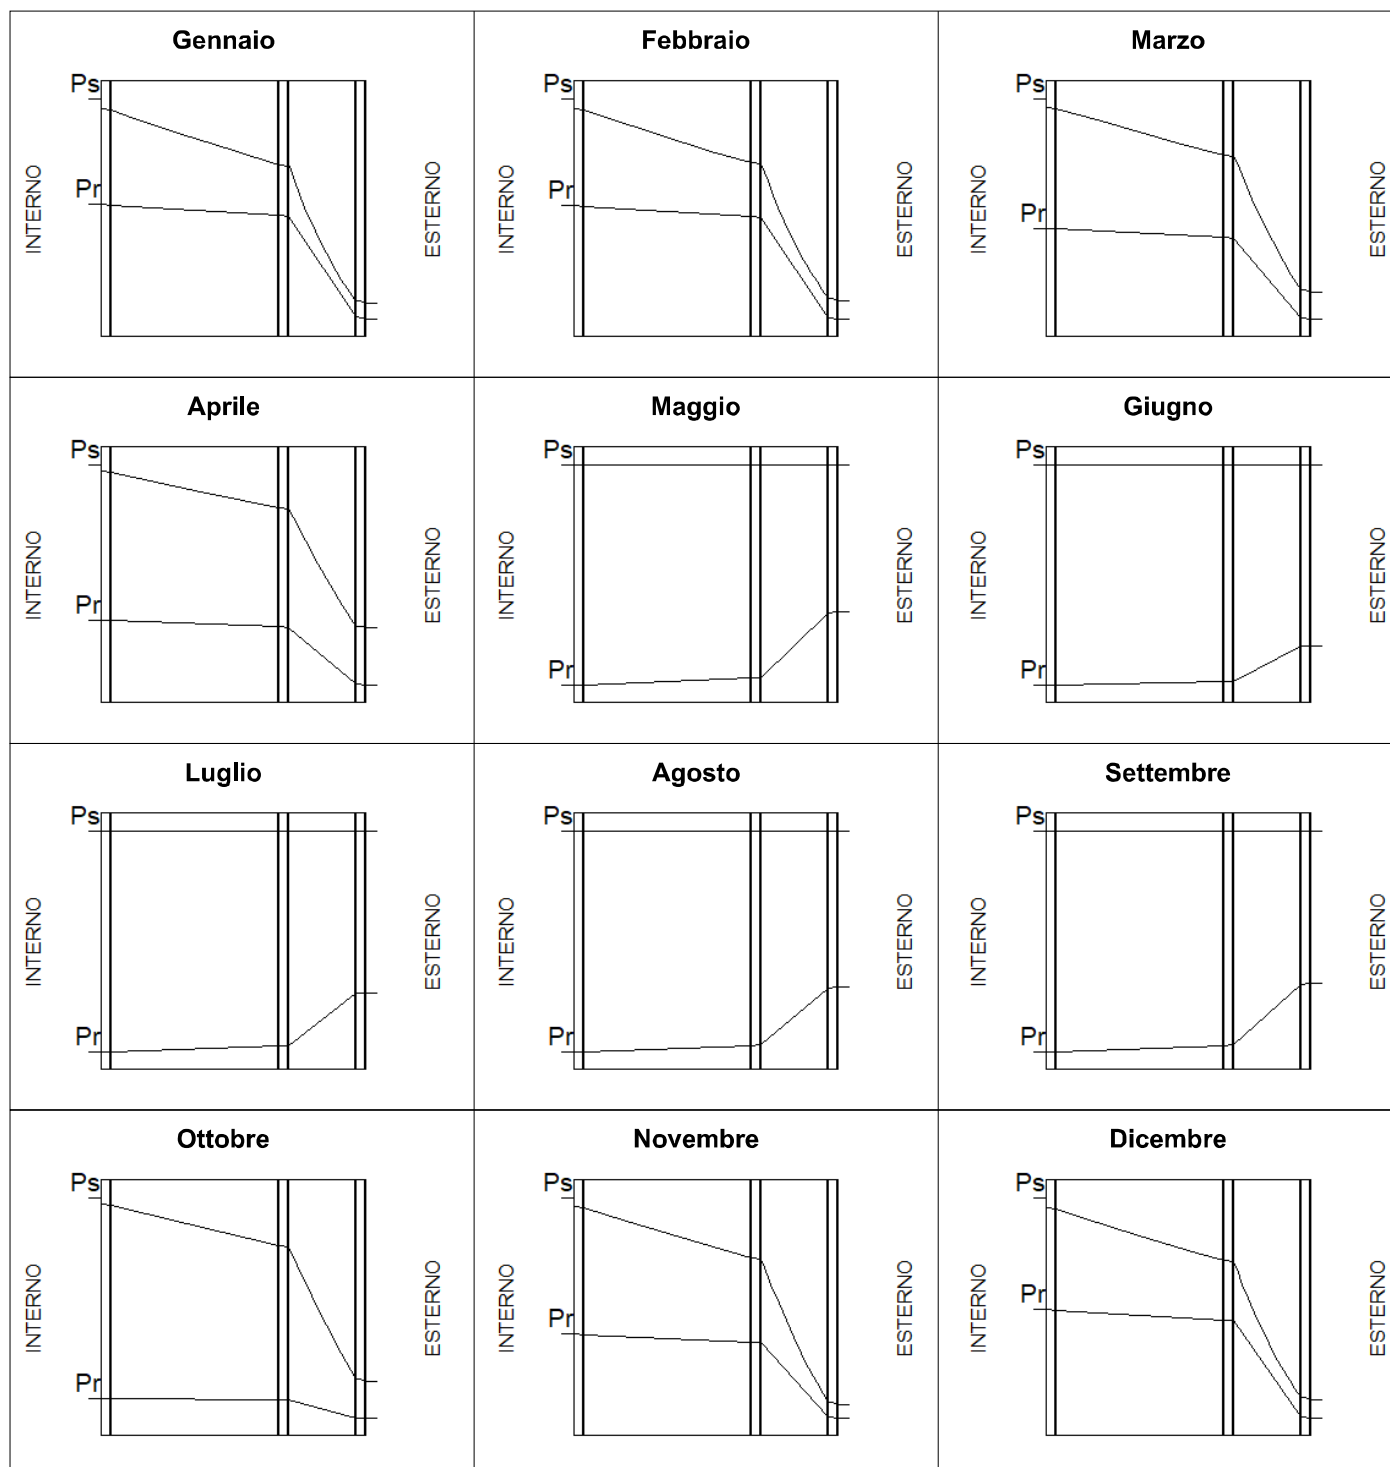 Gennaio
Febbraio
Marzo
Ps
Pr
INTERNO
ESTERNO
Ps
Pr
INTERNO
ESTERNO
Ps
Pr
INTERNO
ESTERNO
Aprile
Maggio
Giugno
Ps
Pr
INTERNO
ESTERNO
Ps
Pr
INTERNO
ESTERNO
Ps
Pr
INTERNO
ESTERNO
Luglio
Agosto
Settembre
Ps
Pr
INTERNO
ESTERNO
Ps
Pr
INTERNO
ESTERNO
Ps
Pr
INTERNO
ESTERNO
Ottobre
Novembre
Dicembre
Ps
Pr
INTERNO
ESTERNO
Ps
Pr
INTERNO
ESTERNO
Ps
Pr
INTERNO
ESTERNO